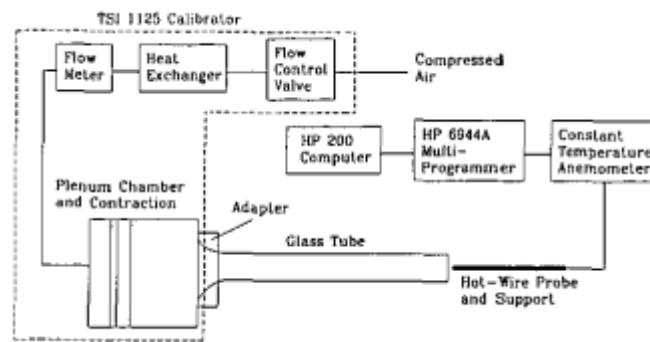 TSI 1125 Calibrator
Flow
Meter
Heat
Exchanger
Flow
Control
Valve
Compressed
Air
HP 200
Computer
HP 6944A
Multi-
Programmer
Constant
Temperature
Anemometer
Plenum Chamber
and Contraction
Adapter
Glass Tube
Hot-Wire Probe
and Support